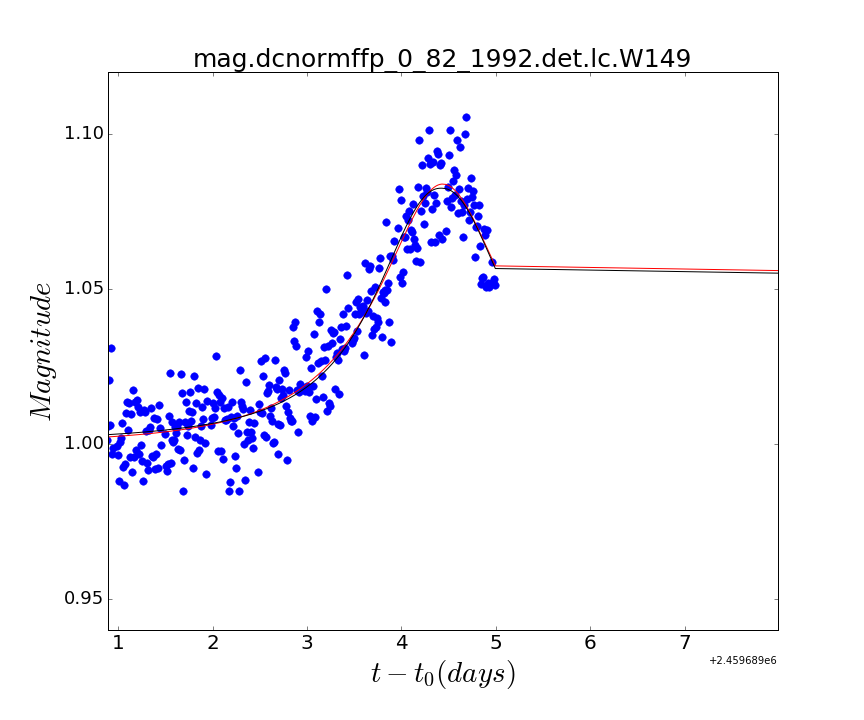 mag.dcnormffp_0_82_1992.det.lc.W149
1.10
1.05
1.00
0.95
Magnitude
1 2 3 4 5 6 7
+2.459689e6
t − t₀(days)